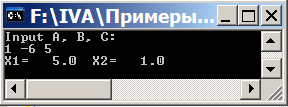 F:\IVA\Примеры...
Input A, B, C:
1 -6 5
X1=   5.0  X2=   1.0